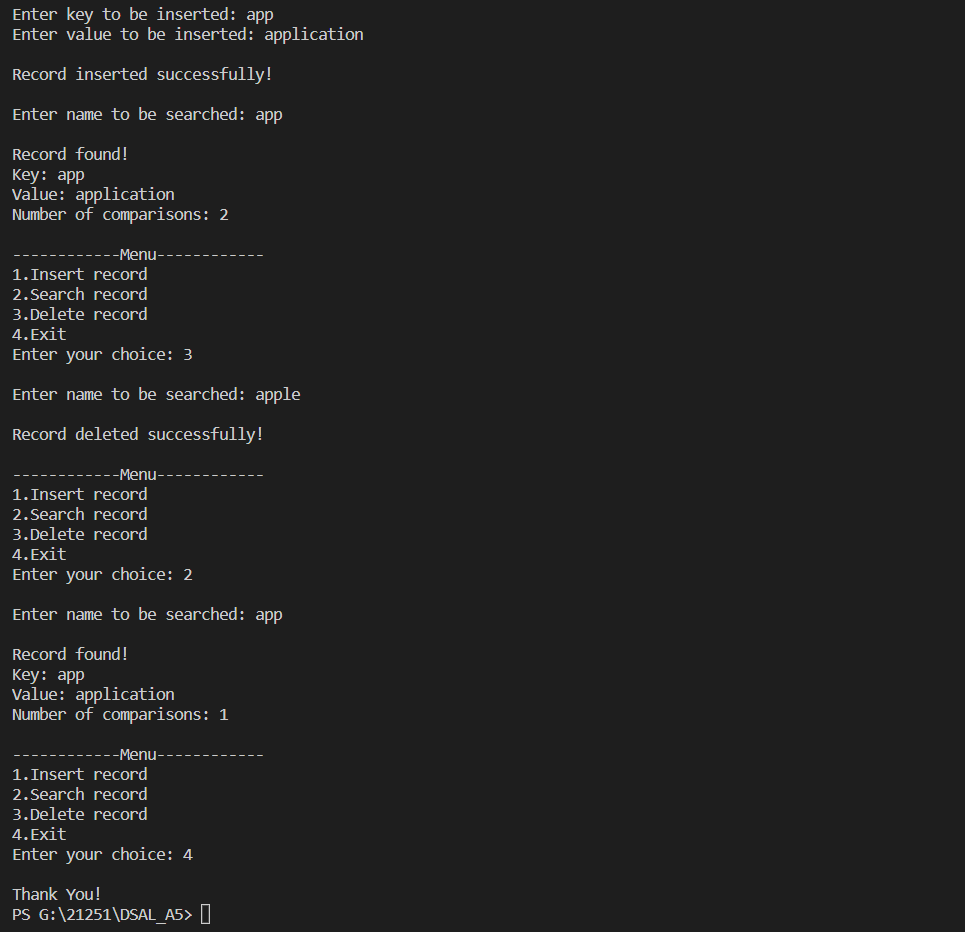 Enter key to be inserted: app
Enter value to be inserted: application
Record inserted successfully!
Enter name to be searched: app
Record found!
Key: app
Value: application
Number of comparisons: 2
------------Menu------------
1.Insert record
2.Search record
3.Delete record
4.Exit
Enter your choice: 3
Enter name to be searched: apple
Record deleted successfully!
------------Menu------------
1.Insert record
2.Search record
3.Delete record
4.Exit
Enter your choice: 2
Enter name to be searched: app
Record found!
Key: app
Value: application
Number of comparisons: 1
------------Menu------------
1.Insert record
2.Search record
3.Delete record
4.Exit
Enter your choice: 4
Thank You!
PS G:\21251\DSAL_A5>